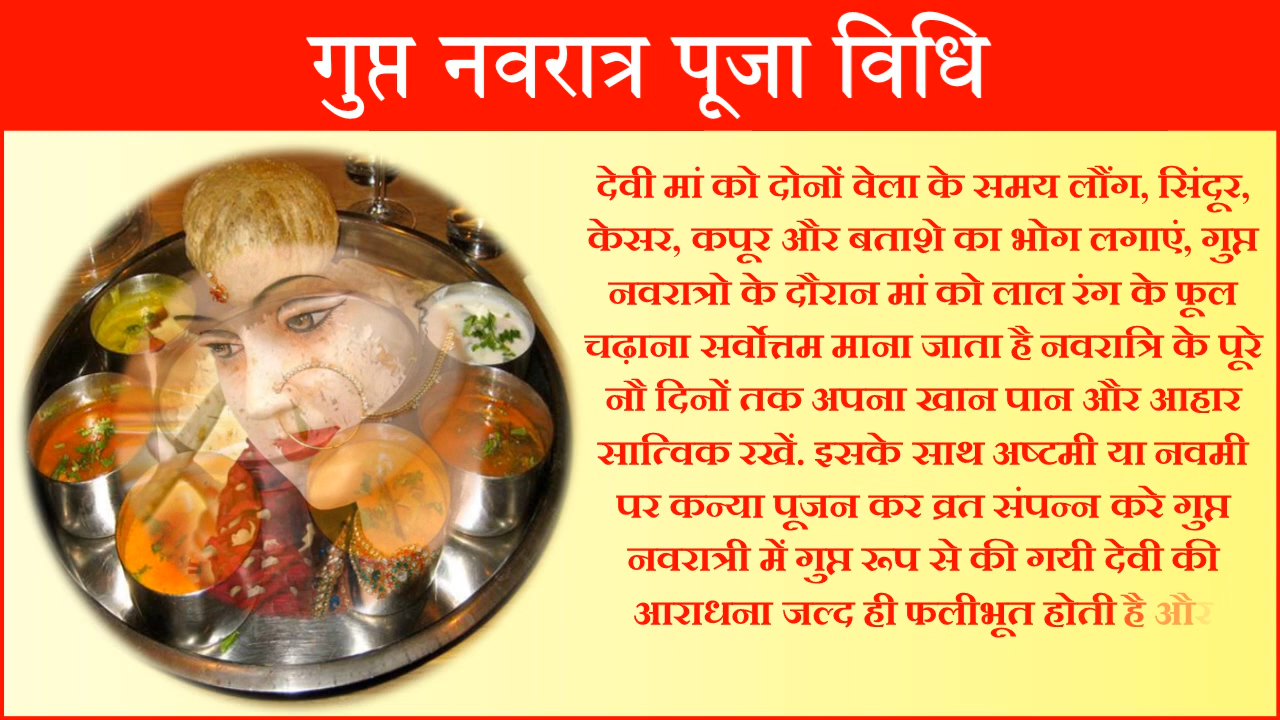 गुप्त नवरात्र पूजा विधि
देवी मां को दोनों वेला के समय लौंग, सिंदूर,
केसर, कपूर और बताशे का भोग लगाएं, गुप्त
नवरात्रो के दौरान मां को लाल रंग के फूल
चढ़ाना सर्वोत्तम माना जाता है नवरात्रि के पूरे
नौ दिनों तक अपना खान पान और आहार
सात्विक रखें. इसके साथ अष्टमी या नवमी
पर कन्या पूजन कर व्रत संपन्न करे गुप्त
नवरात्री में गुप्त रूप से की गयी देवी की
आराधना जल्द ही फलीभूत होती है और